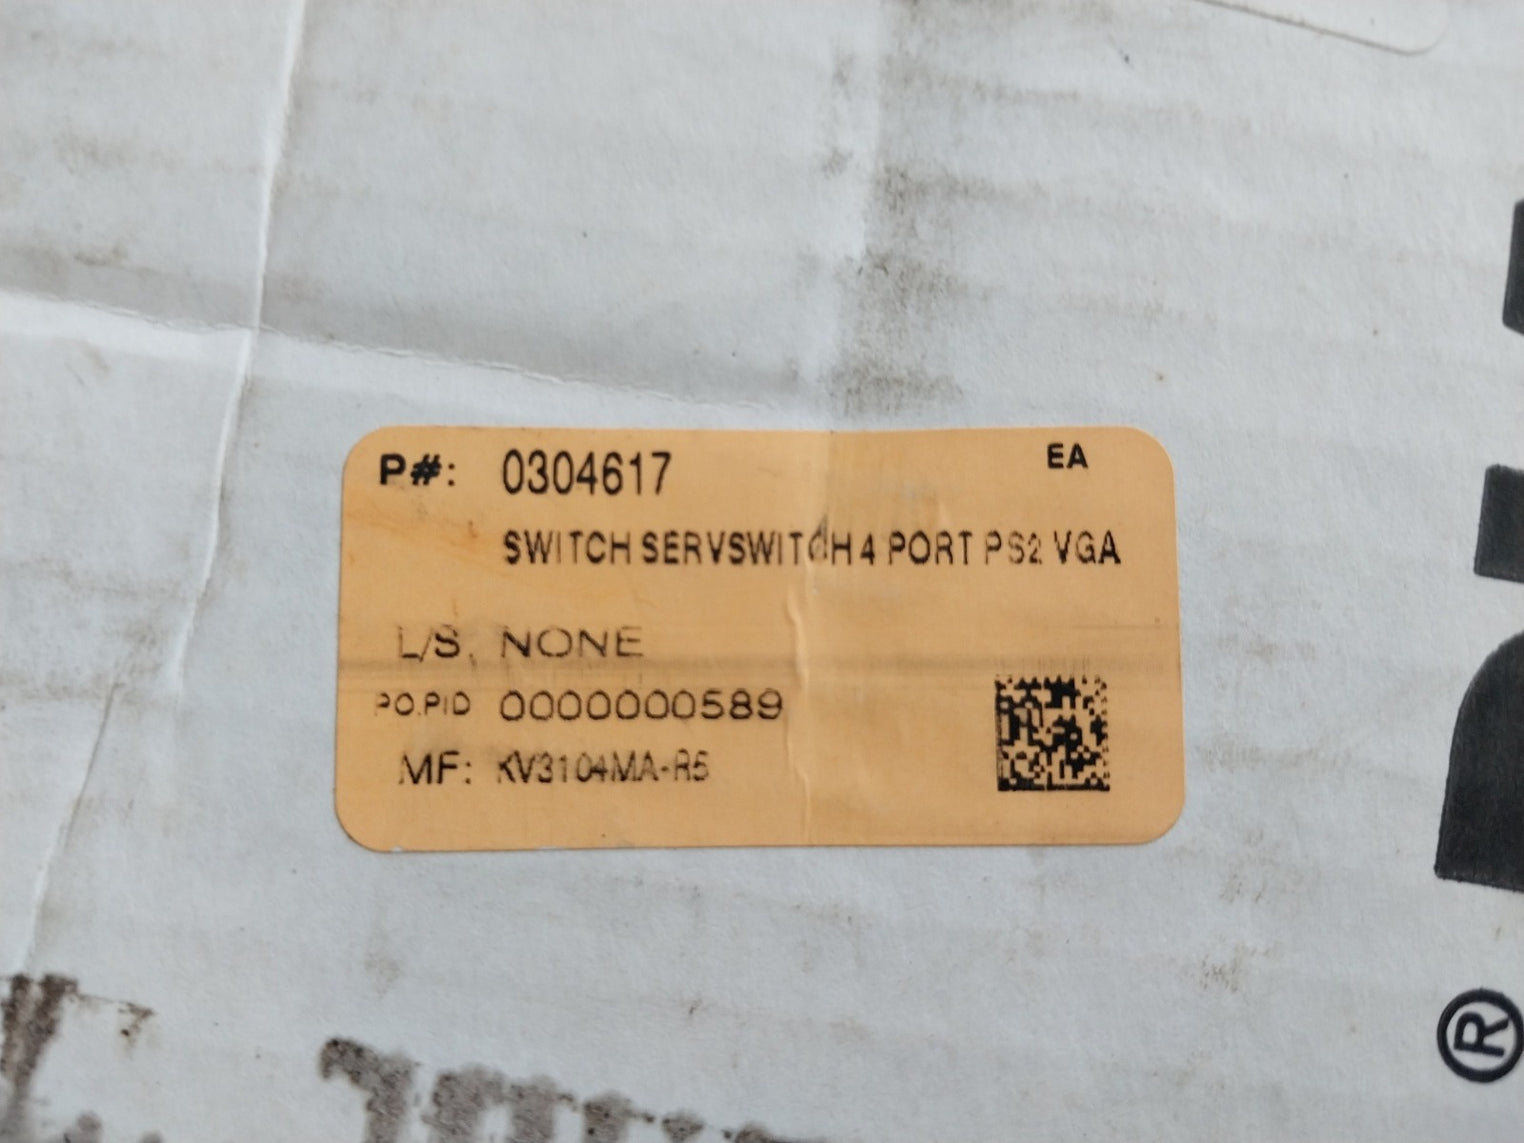 P#: 0304617 EA
SWITCH SERVSWITCH 4 PORT PS2 VGA
L/S. NONE
PO.PID 0000000589
MF: KV3104MA-R5
®